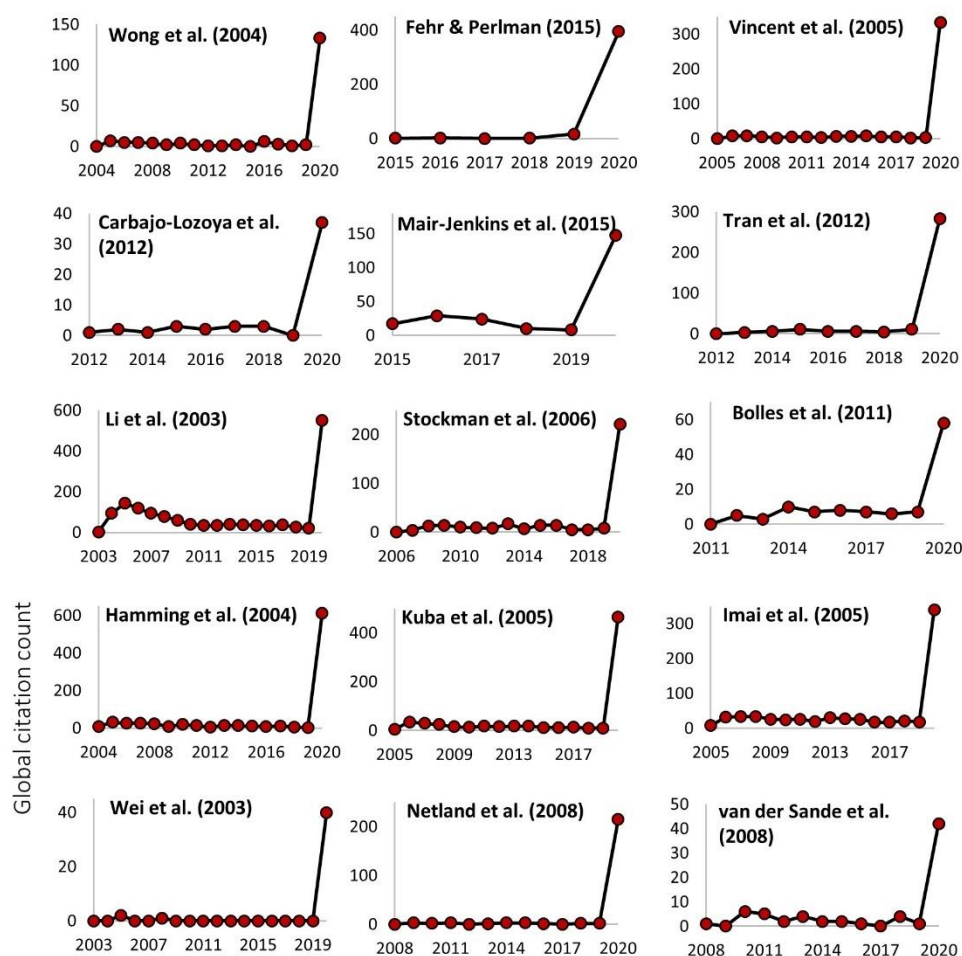 Wong et al. (2004)
150
100
50
0
2004 2008 2012 2016 2020
Fehr & Perlman (2015)
400
200
0
2015 2016 2017 2018 2019 2020
Vincent et al. (2005)
300
200
100
0
2005 2008 2011 2014 2017 2020
Carbajo-Lozoya et al.
(2012)
40
30
20
10
0
2012 2014 2016 2018 2020
Mair-Jenkins et al. (2015)
150
100
50
0
2015 2016 2017 2018 2019
Tran et al. (2012)
300
200
100
0
2012 2014 2016 2018 2020
Li et al. (2003)
600
400
200
0
2003 2007 2011 2015 2019
Stockman et al. (2006)
200
100
0
2006 2010 2014 2018
Bolles et al. (2011)
60
40
20
0
2011 2014 2017 2020
Global citation count
Hamming et al. (2004)
600
400
200
0
2004 2008 2012 2016 2020
Kuba et al. (2005)
400
200
0
2005 2009 2013 2017
Imai et al. (2005)
300
200
100
0
2005 2009 2013 2017
Wei et al. (2003)
40
20
0
2003 2007 2011 2015 2019
Netland et al. (2008)
200
100
0
2008 2011 2014 2017 2020
van der Sande et al.
(2008)
50
40
30
20
10
0
2008 2011 2014 2017 2020